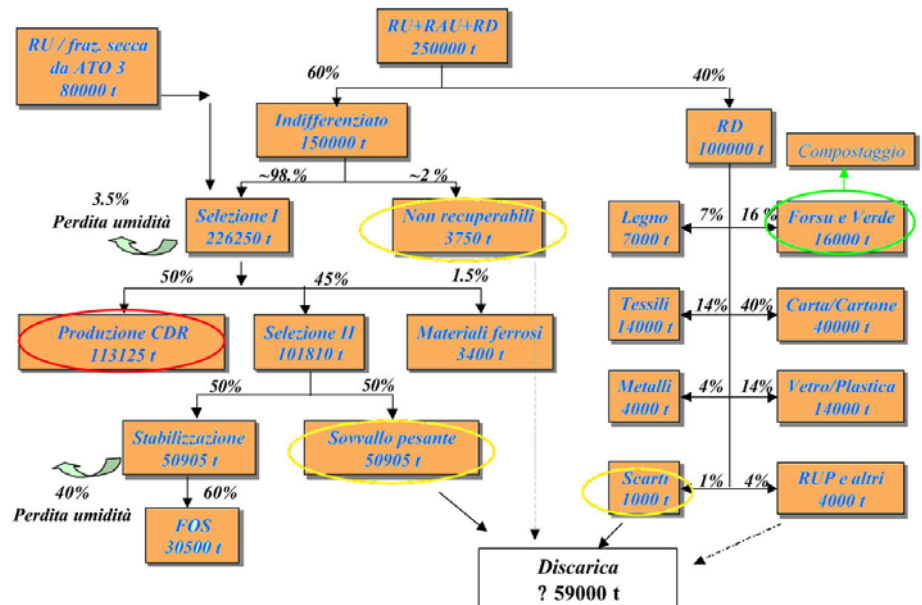 RU+RAU+RD
250000 t
RU / fraz. secca
da ATO 3
80000 t
60%
40%
Indifferenziato
150000 t
RD
100000 t
Compostaggio
~98.%
~2 %
3.5%
Perdita umidità
Selezione I
226250 t
Non recuperabili
3750 t
Legno
7000 t
7%
16 %
Forsu e Verde
16000 t
50%
45%
1.5%
Produzione CDR
113125 t
Selezione II
101810 t
Materiali ferrosi
3400 t
Tessili
14000 t
14%
40%
Carta/Cartone
40000 t
50%
50%
Metalli
4000 t
4%
14%
Vetro/Plastica
14000 t
Stabilizzazione
50905 t
Sovvallo pesante
50905 t
40%
Perdita umidità
60%
Scarti
1000 t
1%
4%
RUP e altri
4000 t
FOS
30500 t
Discarica
? 59000 t